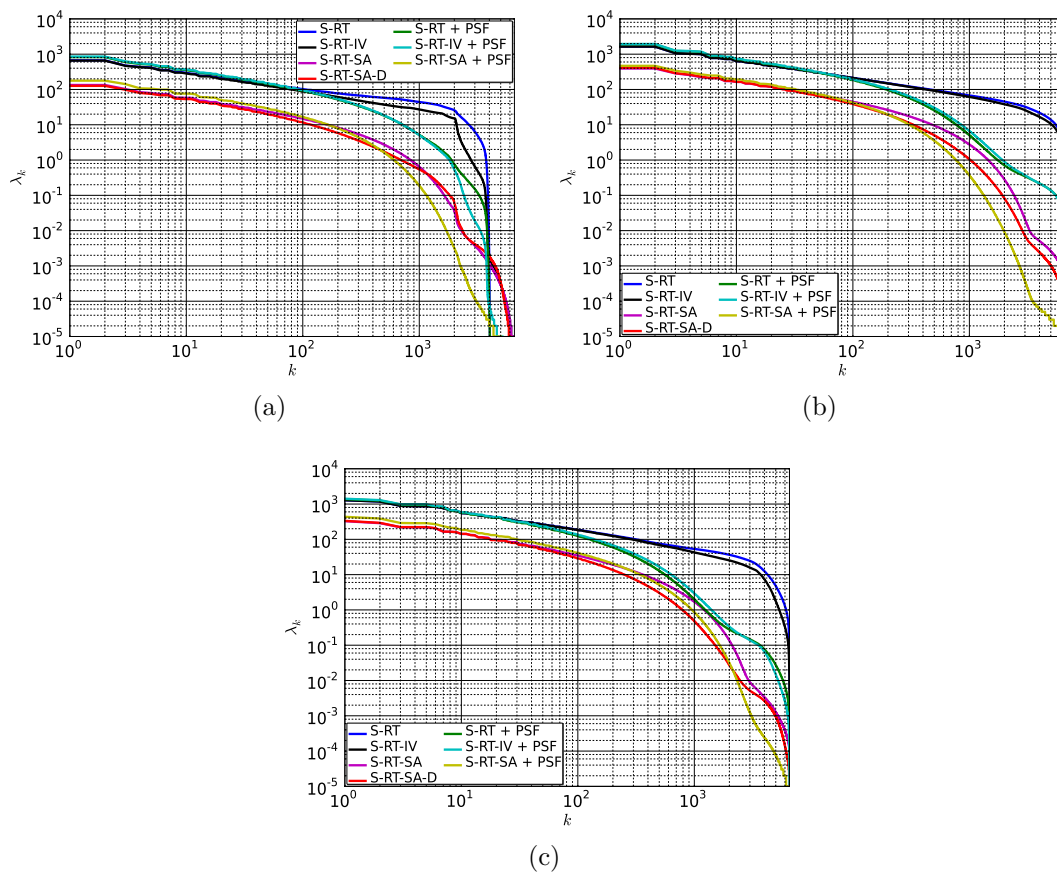 10^4
10^3
10^2
10^1
10^0
10^-1
10^-2
10^-3
10^-4
10^-5
λ_k
S-RT
S-RT-IV
S-RT-SA
S-RT-SA-D
S-RT + PSF
S-RT-IV + PSF
S-RT-SA + PSF
10^0
10^1
10^2
10^3
k
(a)
10^4
10^3
10^2
10^1
10^0
10^-1
10^-2
10^-3
10^-4
10^-5
λ_k
S-RT
S-RT-IV
S-RT-SA
S-RT-SA-D
S-RT + PSF
S-RT-IV + PSF
S-RT-SA + PSF
10^0
10^1
10^2
10^3
k
(b)
10^4
10^3
10^2
10^1
10^0
10^-1
10^-2
10^-3
10^-4
10^-5
λ_k
S-RT
S-RT-IV
S-RT-SA
S-RT-SA-D
S-RT + PSF
S-RT-IV + PSF
S-RT-SA + PSF
10^0
10^1
10^2
10^3
k
(c)